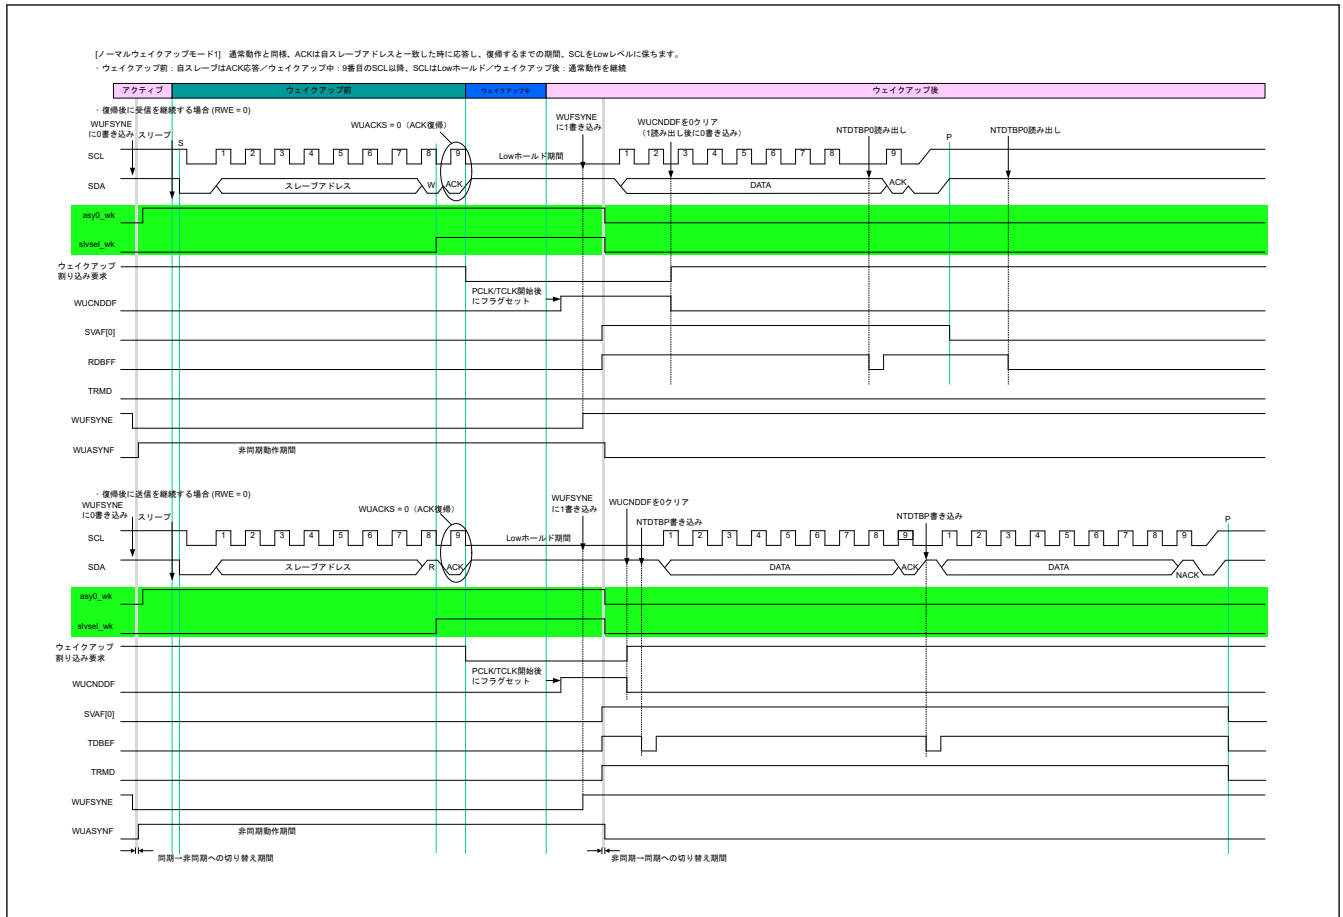 [ノーマルウェイクアップモード1] 通常動作と同様、ACKは自スレーブアドレスと一致した時に応答し、復帰するまでの期間、SCLをLowレベルに保ちます。
・ウェイクアップ前:自スレーブはACK応答/ウェイクアップ中:9番目のSCL以降、SCLはLowホールド/ウェイクアップ後:通常動作を継続
アクティブ ウェイクアップ前 ウェイクアップ中 ウェイクアップ後
・復帰後に受信を継続する場合 (RWE = 0)
WUFSYNE
に0書き込み
スリープ
WUACKS = 0(ACK復帰)
WUFSYNE
に1書き込み
WUCNDDFを0クリア
(1読み出し後に0書き込み)
NTDTBP0読み出し
P
NTDTBP0読み出し
S
SCL 1 2 3 4 5 6 7 8 9 Lowホールド期間 1 2 3 4 5 6 7 8 9
SDA スレーブアドレス W ACK DATA ACK
asy0_wk
slvsel_wk
ウェイクアップ
割り込み要求
PCLK/TCLK開始後
にフラグセット
WUCNDDF
SVAF[0]
RDBFF
TRMD
WUFSYNE
WUASYNF 非同期動作期間
・復帰後に送信を継続する場合 (RWE = 0)
WUFSYNE
に0書き込み
スリープ
WUACKS = 0(ACK復帰)
WUFSYNE
に1書き込み
WUCNDDFを0クリア
NTDTBP書き込み
NTDTBP書き込み
P
SCL 1 2 3 4 5 6 7 8 9 Lowホールド期間 1 2 3 4 5 6 7 8 9 1 2 3 4 5 6 7 8 9
SDA スレーブアドレス R ACK DATA ACK DATA NACK
asy0_wk
slvsel_wk
ウェイクアップ
割り込み要求
PCLK/TCLK開始後
にフラグセット
WUCNDDF
SVAF[0]
TDBEF
TRMD
WUFSYNE
WUASYNF 非同期動作期間
同期→非同期への切り替え期間 非同期→同期への切り替え期間